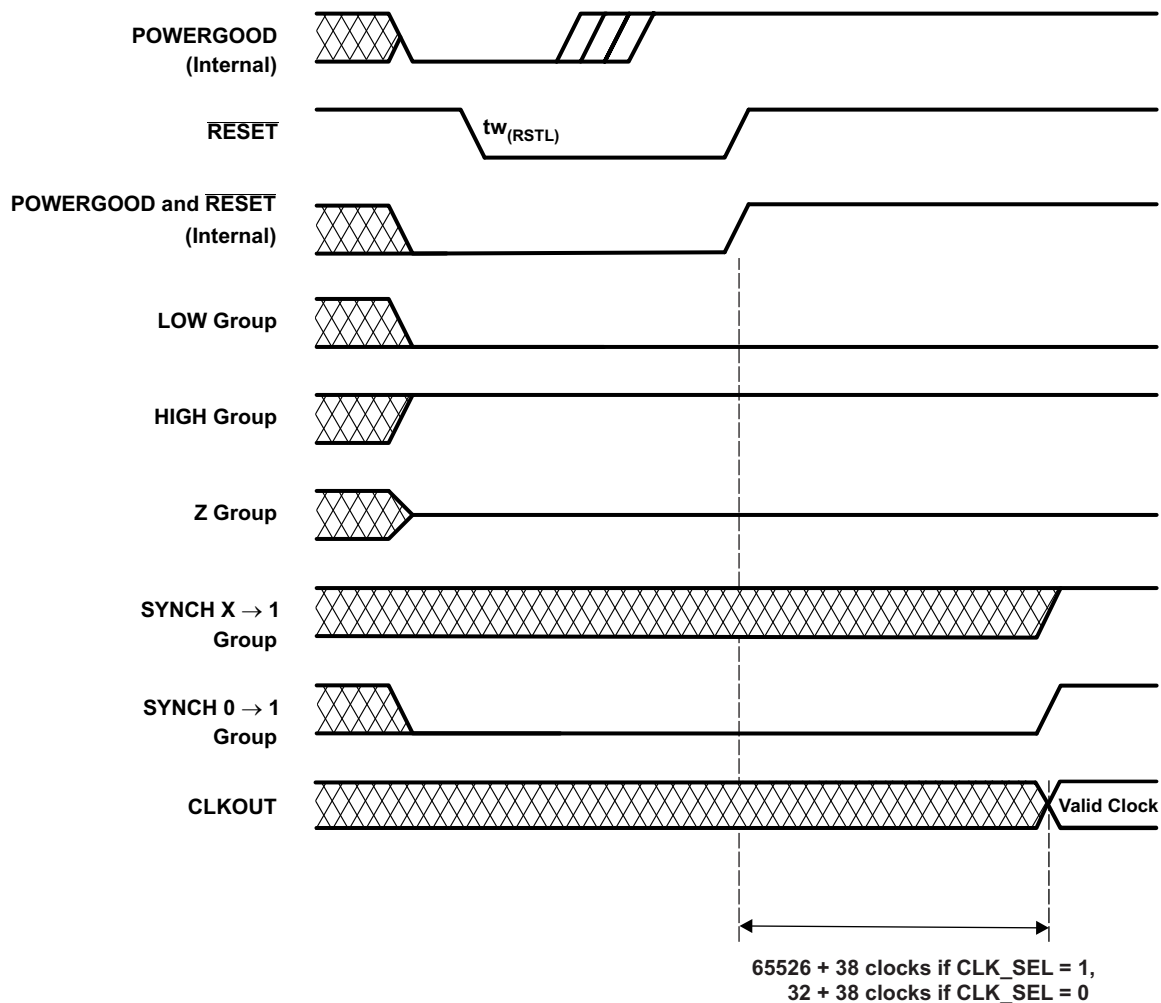 POWERGOOD
(Internal)
RESET
tw(RSTL)
POWERGOOD and RESET
(Internal)
LOW Group
HIGH Group
Z Group
SYNCH X → 1
Group
SYNCH 0 → 1
Group
CLKOUT
Valid Clock
65526 + 38 clocks if CLK_SEL = 1,
32 + 38 clocks if CLK_SEL = 0